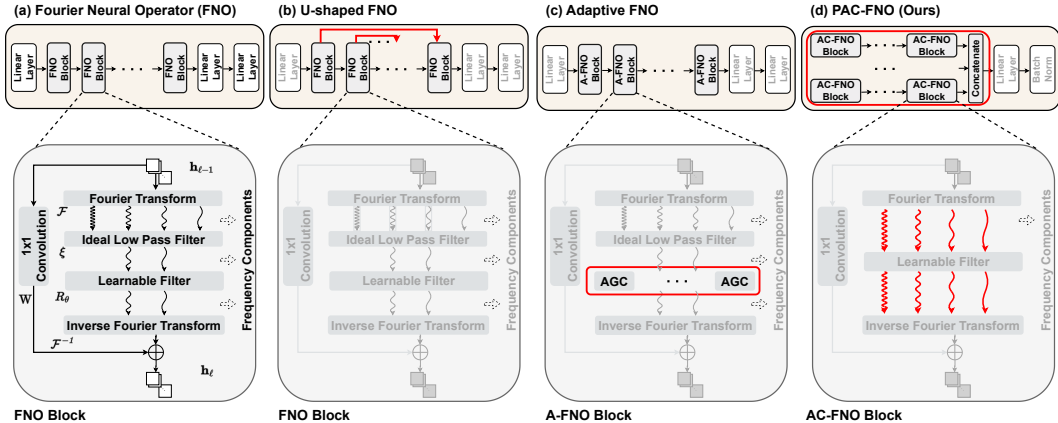 (a) Fourier Neural Operator (FNO)
Linear
Layer
FNO
Block
FNO
Block
FNO
Block
Linear
Layer
Linear
Layer
h_{ℓ−1}
Fourier Transform
𝓕
Ideal Low Pass Filter
ξ
1x1
Convolution
Learnable Filter
W
R_θ
Inverse Fourier Transform
𝓕^{−1}
h_ℓ
Frequency Components
FNO Block
(b) U-shaped FNO
Linear
Layer
FNO
Block
FNO
Block
FNO
Block
Linear
Layer
Linear
Layer
Fourier Transform
Ideal Low Pass Filter
1x1
Convolution
Learnable Filter
Inverse Fourier Transform
Frequency Components
FNO Block
(c) Adaptive FNO
Linear
Layer
A-FNO
Block
A-FNO
Block
A-FNO
Block
Linear
Layer
Linear
Layer
Fourier Transform
Ideal Low Pass Filter
1x1
Convolution
AGC
AGC
Inverse Fourier Transform
Frequency Components
A-FNO Block
(d) PAC-FNO (Ours)
AC-FNO
Block
AC-FNO
Block
AC-FNO
Block
AC-FNO
Block
Concatenate
Linear
Layer
Batch
Norm
Fourier Transform
1x1
Convolution
Learnable Filter
Inverse Fourier Transform
Frequency Components
AC-FNO Block